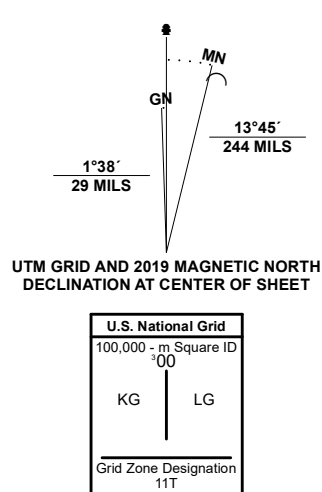 MN
GN
13°45´
244 MILS
1°38´
29 MILS
UTM GRID AND 2019 MAGNETIC NORTH
DECLINATION AT CENTER OF SHEET
U.S. National Grid
100,000 - m Square ID
³00
KG LG
Grid Zone Designation
11T